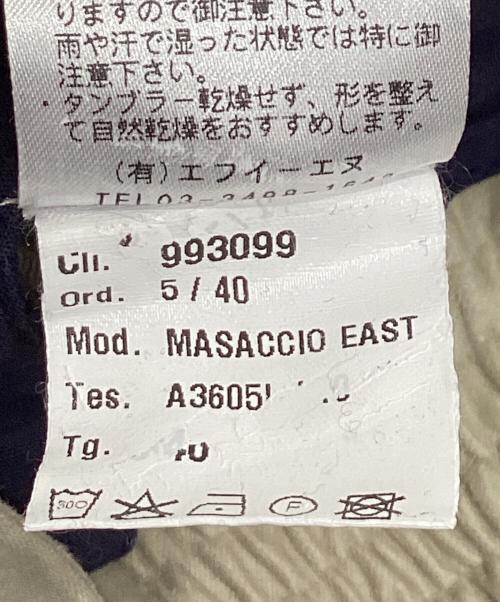 りますので御注意下さい。
雨や汗で湿った状態では特に御
注意下さい。
・タンブラー乾燥せず、形を整え
て自然乾燥をおすすめします。
(有)エフイーエヌ
Cli. 993099
Ord. 5 / 40
Mod. MASACCIO EAST
Tes. A3605
Tg.
F